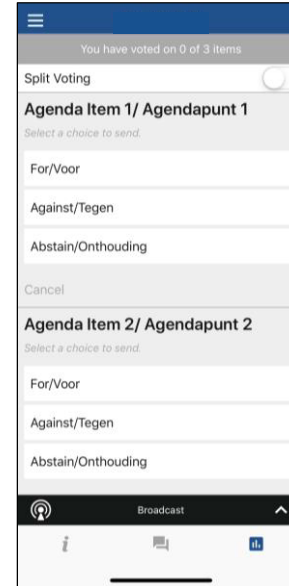 You have voted on 0 of 3 items
Split Voting
Agenda Item 1/ Agendapunt 1
Select a choice to send.
For/Voor
Against/Tegen
Abstain/Onthouding
Cancel
Agenda Item 2/ Agendapunt 2
Select a choice to send.
For/Voor
Against/Tegen
Abstain/Onthouding
Broadcast